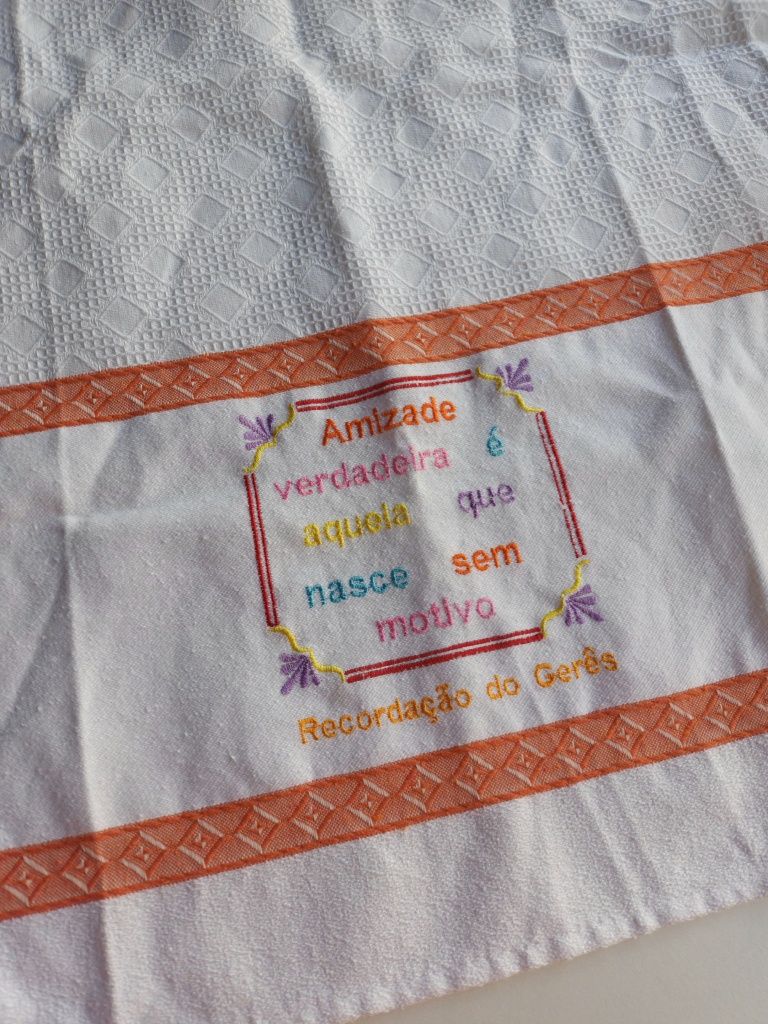 Amizade
verdadeira é
aquela que
nasce sem
motivo
Recordação do Gerês